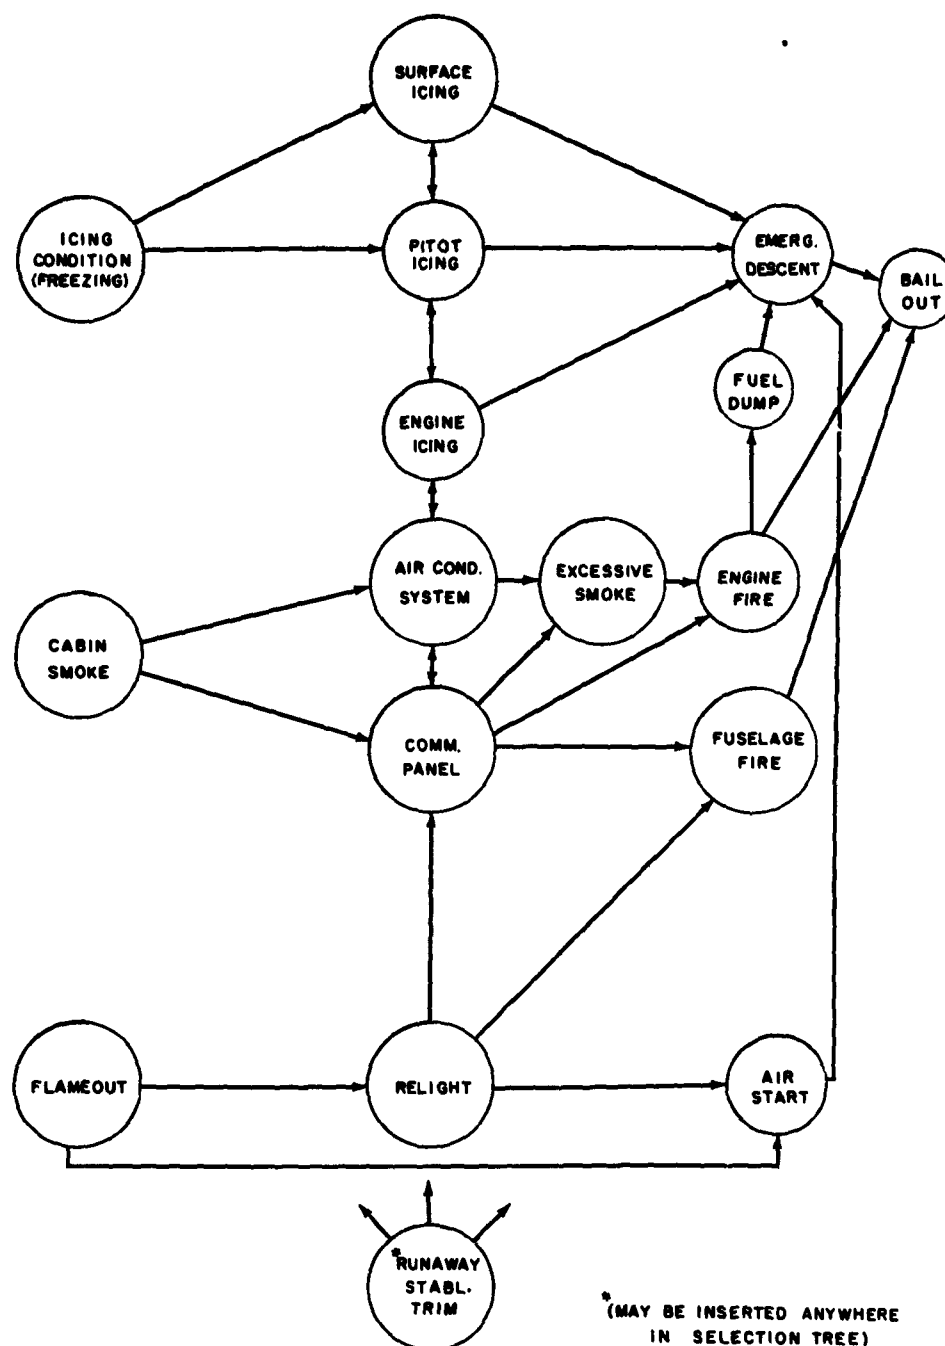 SURFACE
ICING
ICING
CONDITION
(FREEZING)
PITOT
ICING
EMERG.
DESCENT
BAIL
OUT
FUEL
DUMP
ENGINE
ICING
AIR COND.
SYSTEM
EXCESSIVE
SMOKE
ENGINE
FIRE
CABIN
SMOKE
COMM.
PANEL
FUSELAGE
FIRE
FLAMEOUT
RELIGHT
AIR
START
*RUNAWAY
STABL.
TRIM
*(MAY BE INSERTED ANYWHERE
IN SELECTION TREE)